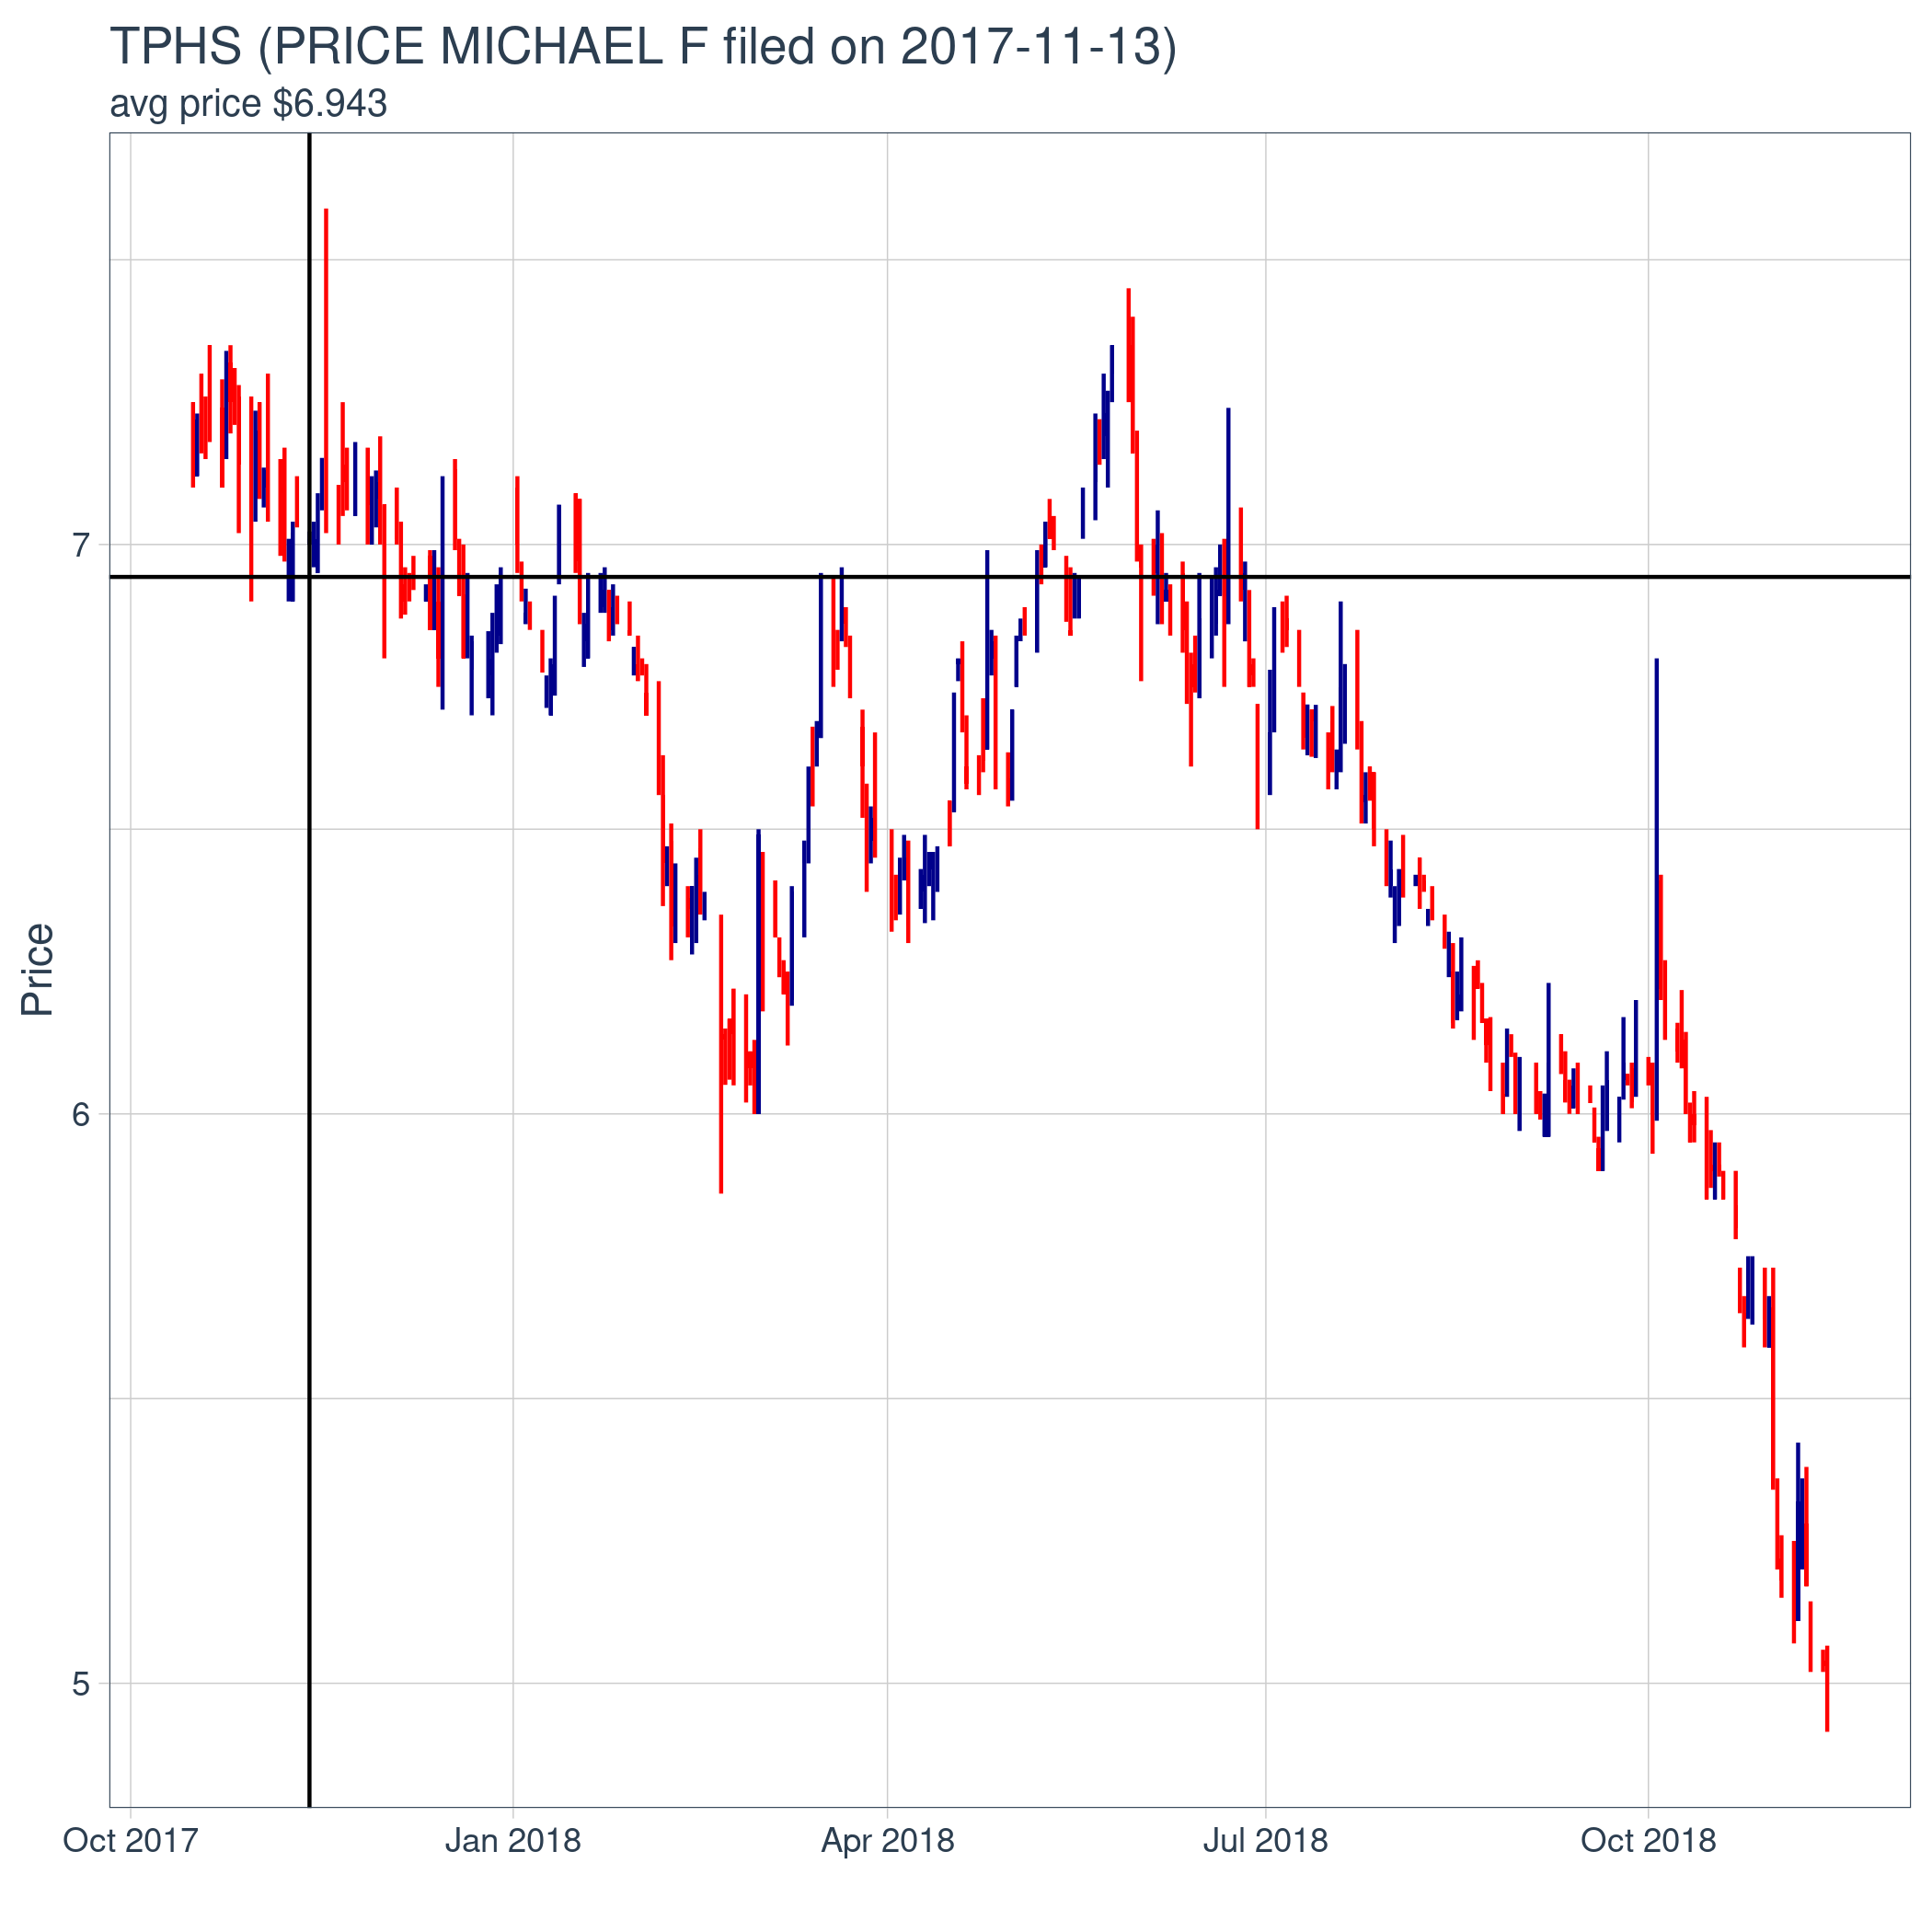 TPHS (PRICE MICHAEL F filed on 2017-11-13)
avg price $6.943
Price
7
6
5
Oct 2017 Jan 2018 Apr 2018 Jul 2018 Oct 2018